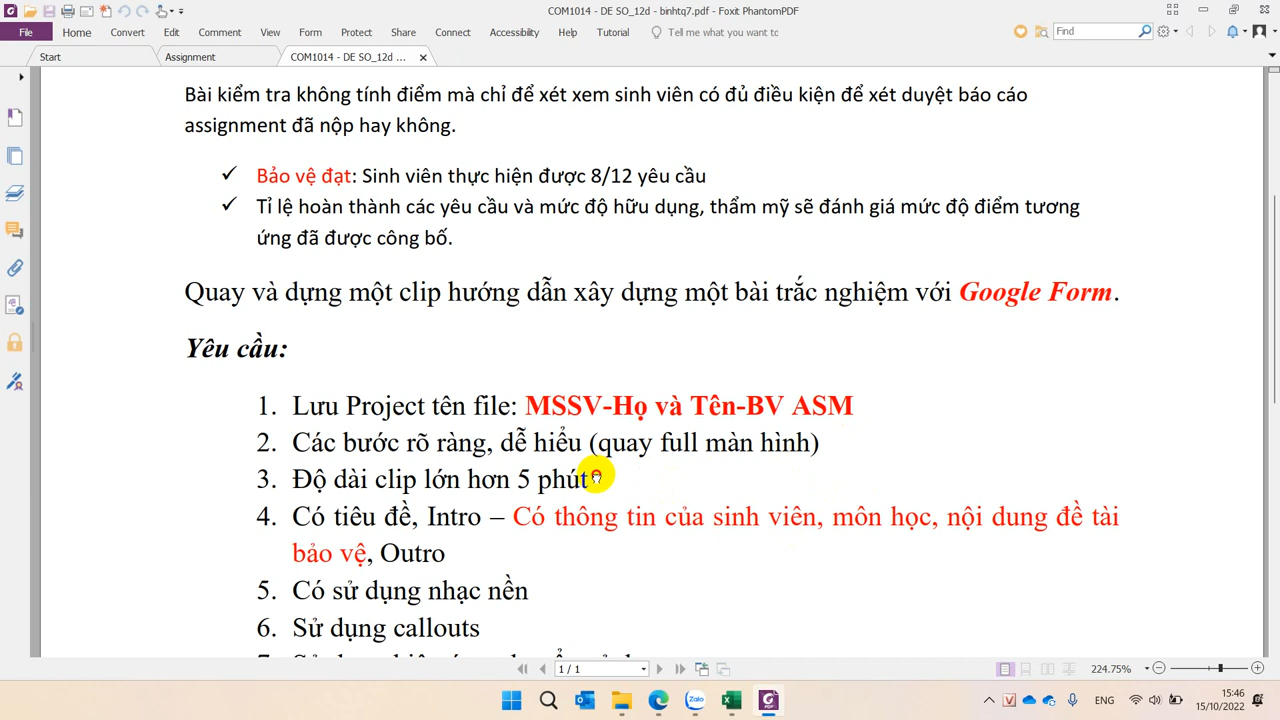 COM1014 - DE SO_12d - binhtq7.pdf - Foxit PhantomPDF
File Home Convert Edit Comment View Form Protect Share Connect Accessibility Help Tutorial Tell me what you want to Find
Start Assignment COM1014 - DE SO_12d ...
Bài kiểm tra không tính điểm mà chỉ để xét xem sinh viên có đủ điều kiện để xét duyệt báo cáo
assignment đã nộp hay không.
✓ Bảo vệ đạt: Sinh viên thực hiện được 8/12 yêu cầu
✓ Tỉ lệ hoàn thành các yêu cầu và mức độ hữu dụng, thẩm mỹ sẽ đánh giá mức độ điểm tương
ứng đã được công bố.
Quay và dựng một clip hướng dẫn xây dựng một bài trắc nghiệm với Google Form.
Yêu cầu:
1. Lưu Project tên file: MSSV-Họ và Tên-BV ASM
2. Các bước rõ ràng, dễ hiểu (quay full màn hình)
3. Độ dài clip lớn hơn 5 phút
4. Có tiêu đề, Intro – Có thông tin của sinh viên, môn học, nội dung đề tài
bảo vệ, Outro
5. Có sử dụng nhạc nền
6. Sử dụng callouts
1 / 1 224.75%
Zalo PDF ENG 15:46
15/10/2022